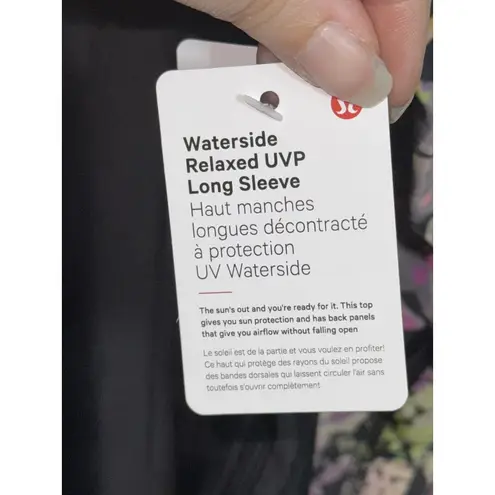 Waterside
Relaxed UVP
Long Sleeve
Haut manches
longues décontracté
à protection
UV Waterside
The sun's out and you're ready for it. This top
gives you sun protection and has back panels
that give you airflow without falling open
Le soleil est de la partie et vous voulez en profiter!
Ce haut qui protège des rayons du soleil propose
des bandes dorsales qui laissent circuler l'air sans
toutefois s'ouvrir complètement.